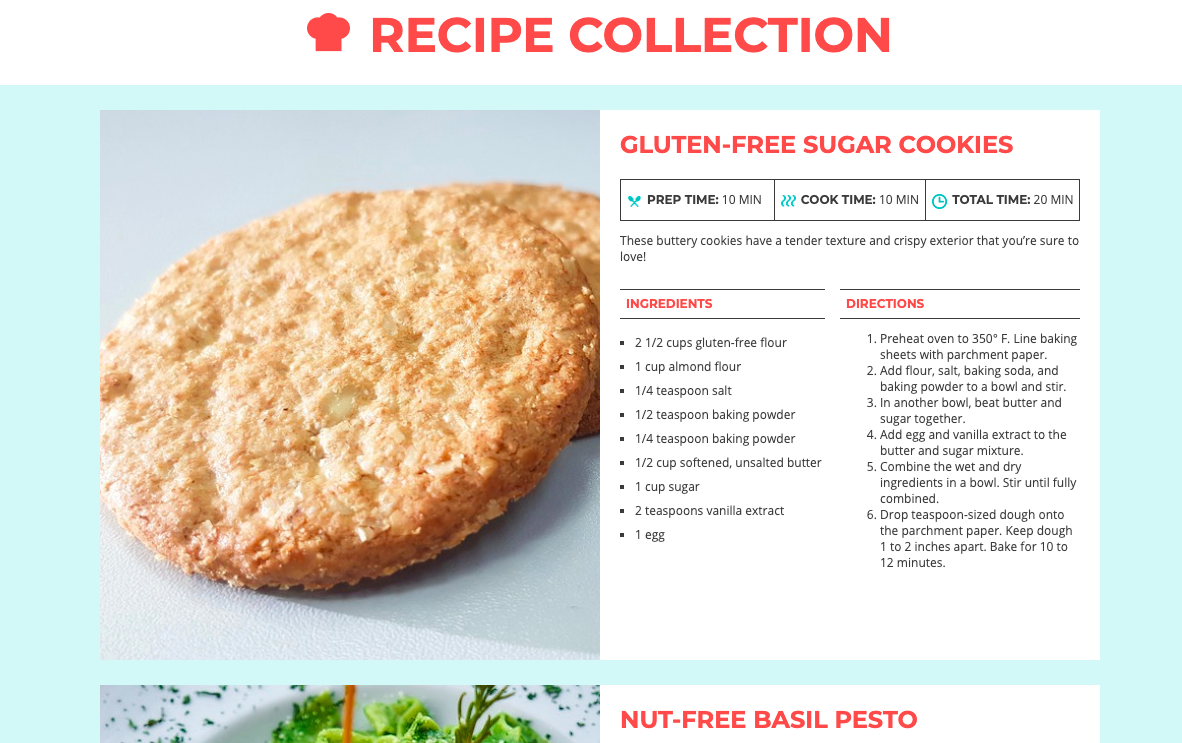 RECIPE COLLECTION
GLUTEN-FREE SUGAR COOKIES
PREP TIME: 10 MIN
COOK TIME: 10 MIN
TOTAL TIME: 20 MIN
These buttery cookies have a tender texture and crispy exterior that you’re sure to
love!
INGREDIENTS
2 1/2 cups gluten-free flour
1 cup almond flour
1/4 teaspoon salt
1/2 teaspoon baking powder
1/4 teaspoon baking powder
1/2 cup softened, unsalted butter
1 cup sugar
2 teaspoons vanilla extract
1 egg
DIRECTIONS
1. Preheat oven to 350° F. Line baking
sheets with parchment paper.
2. Add flour, salt, baking soda, and
baking powder to a bowl and stir.
3. In another bowl, beat butter and
sugar together.
4. Add egg and vanilla extract to the
butter and sugar mixture.
5. Combine the wet and dry
ingredients in a bowl. Stir until fully
combined.
6. Drop teaspoon-sized dough onto
the parchment paper. Keep dough
1 to 2 inches apart. Bake for 10 to
12 minutes.
NUT-FREE BASIL PESTO